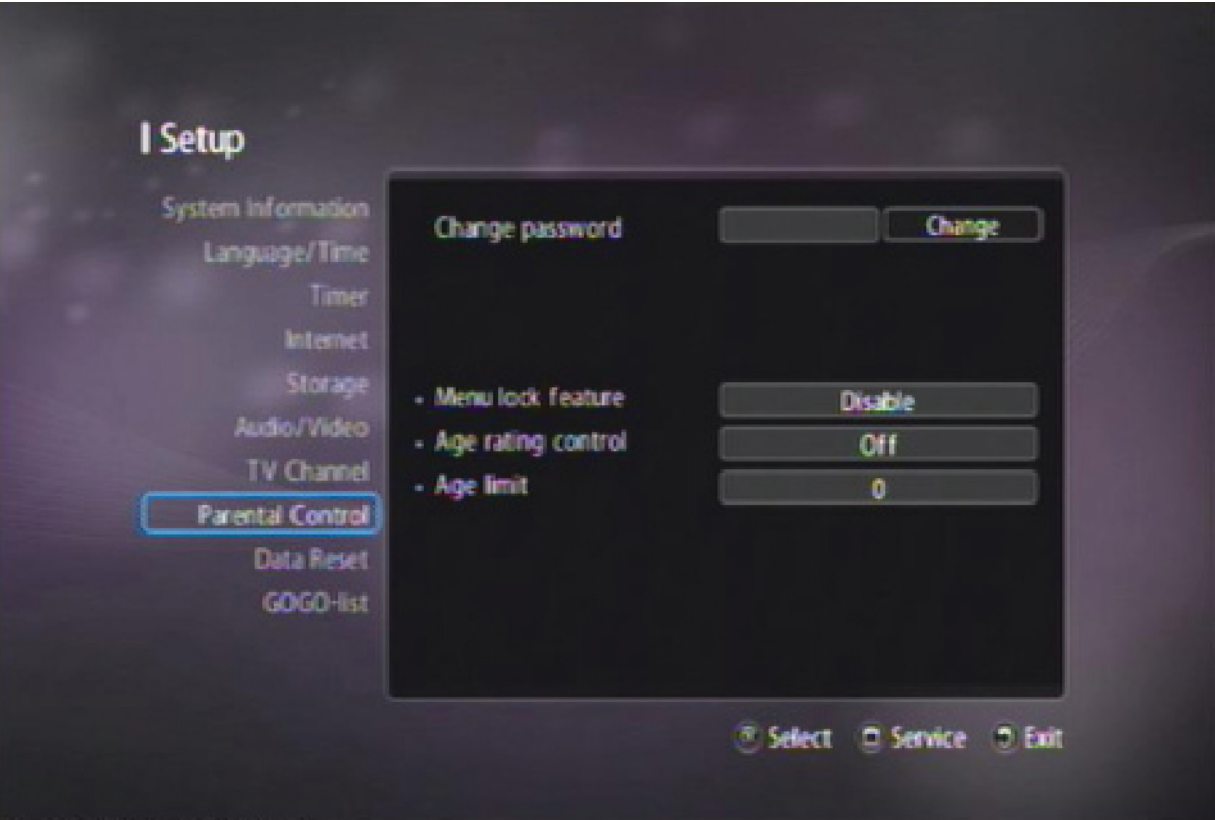 Setup
System Information
Language/Time
Timer
Internet
Storage
Audio/Video
TV Channel
Parental Control
Data Reset
GOGO-list
Change password Change
- Menu lock feature Disable
- Age rating control Off
- Age limit 0
Select Service Exit